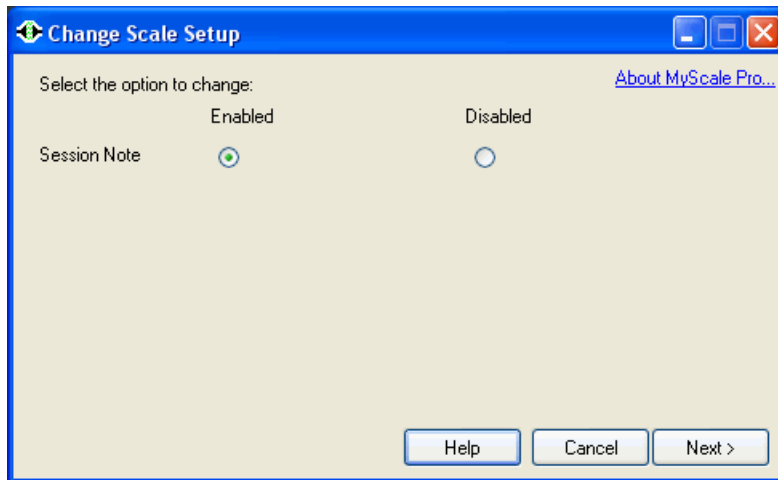 Change Scale Setup
Select the option to change:
About MyScale Pro...
Enabled Disabled
Session Note
Help Cancel Next >